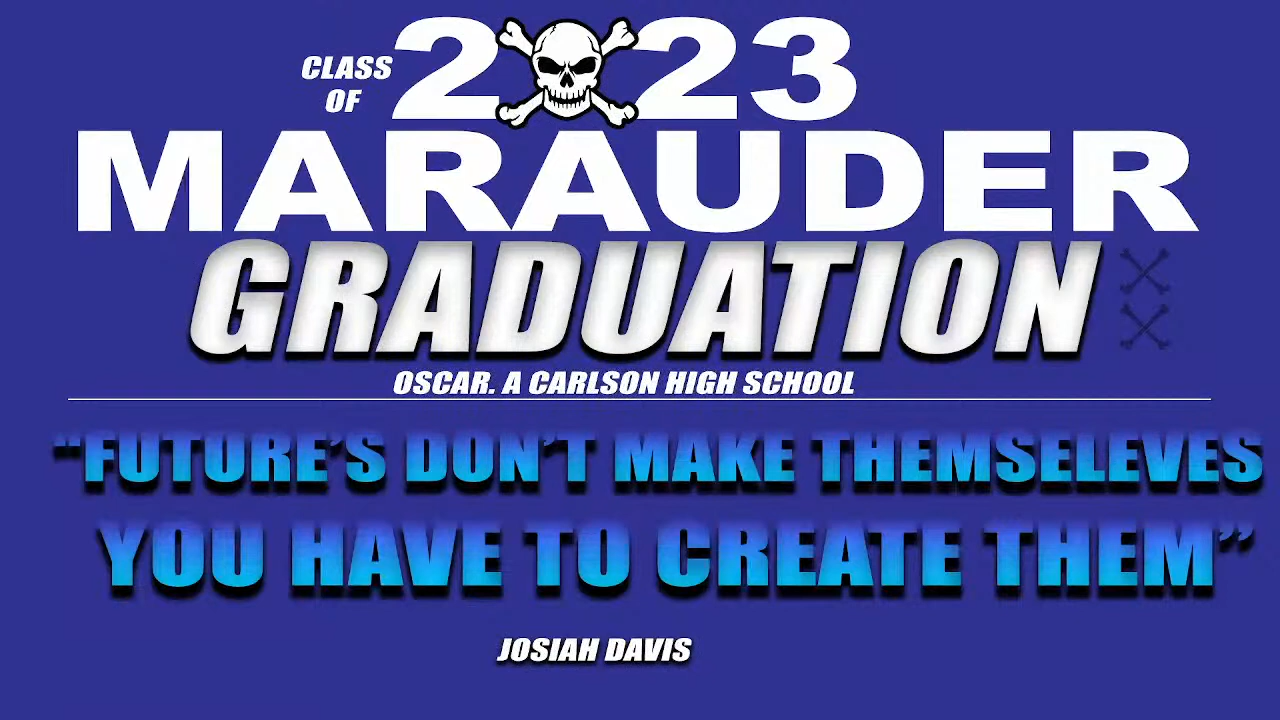 CLASS
OF
2023
MARAUDER
GRADUATION
OSCAR. A CARLSON HIGH SCHOOL
“FUTURE’S DON’T MAKE THEMSELEVES
YOU HAVE TO CREATE THEM”
JOSIAH DAVIS